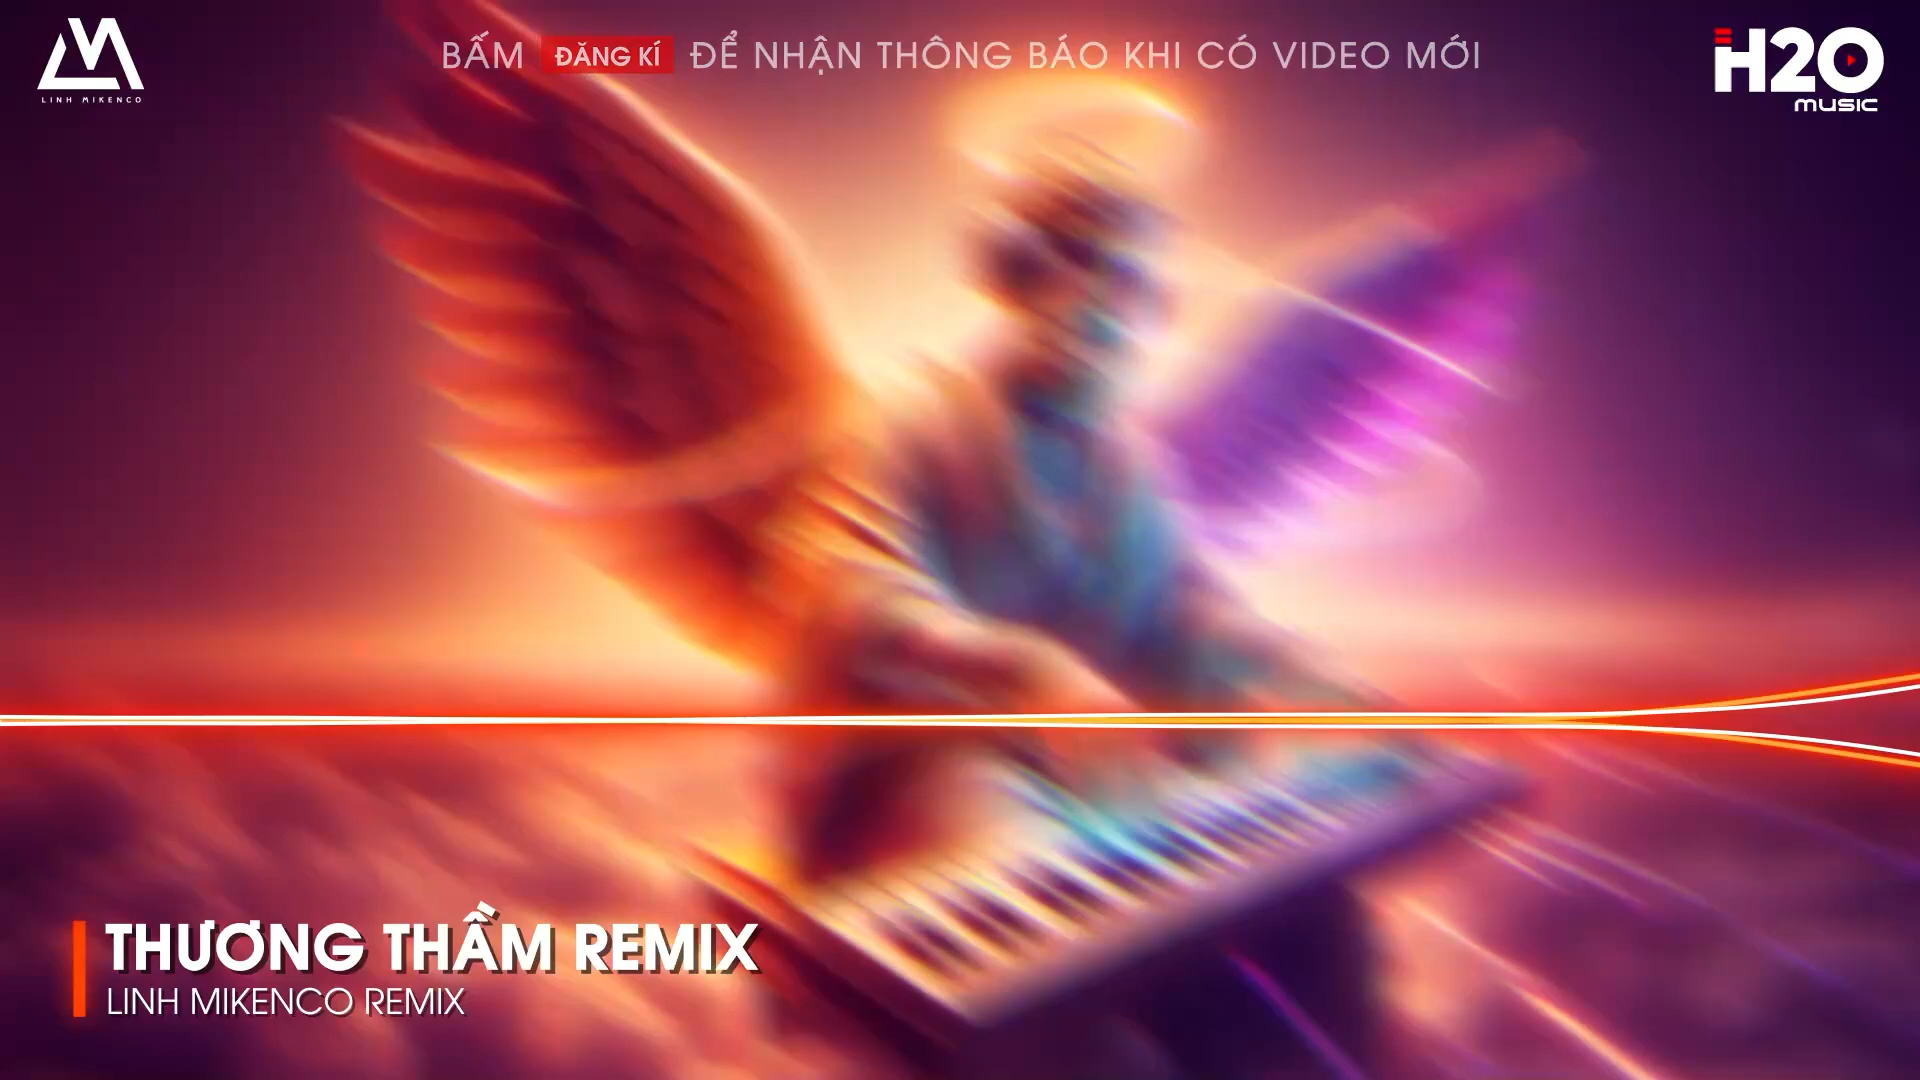 LINH MIKENCO
BẤM ĐĂNG KÍ ĐỂ NHẬN THÔNG BÁO KHI CÓ VIDEO MỚI
H2O
MUSIC
THƯƠNG THẦM REMIX
LINH MIKENCO REMIX